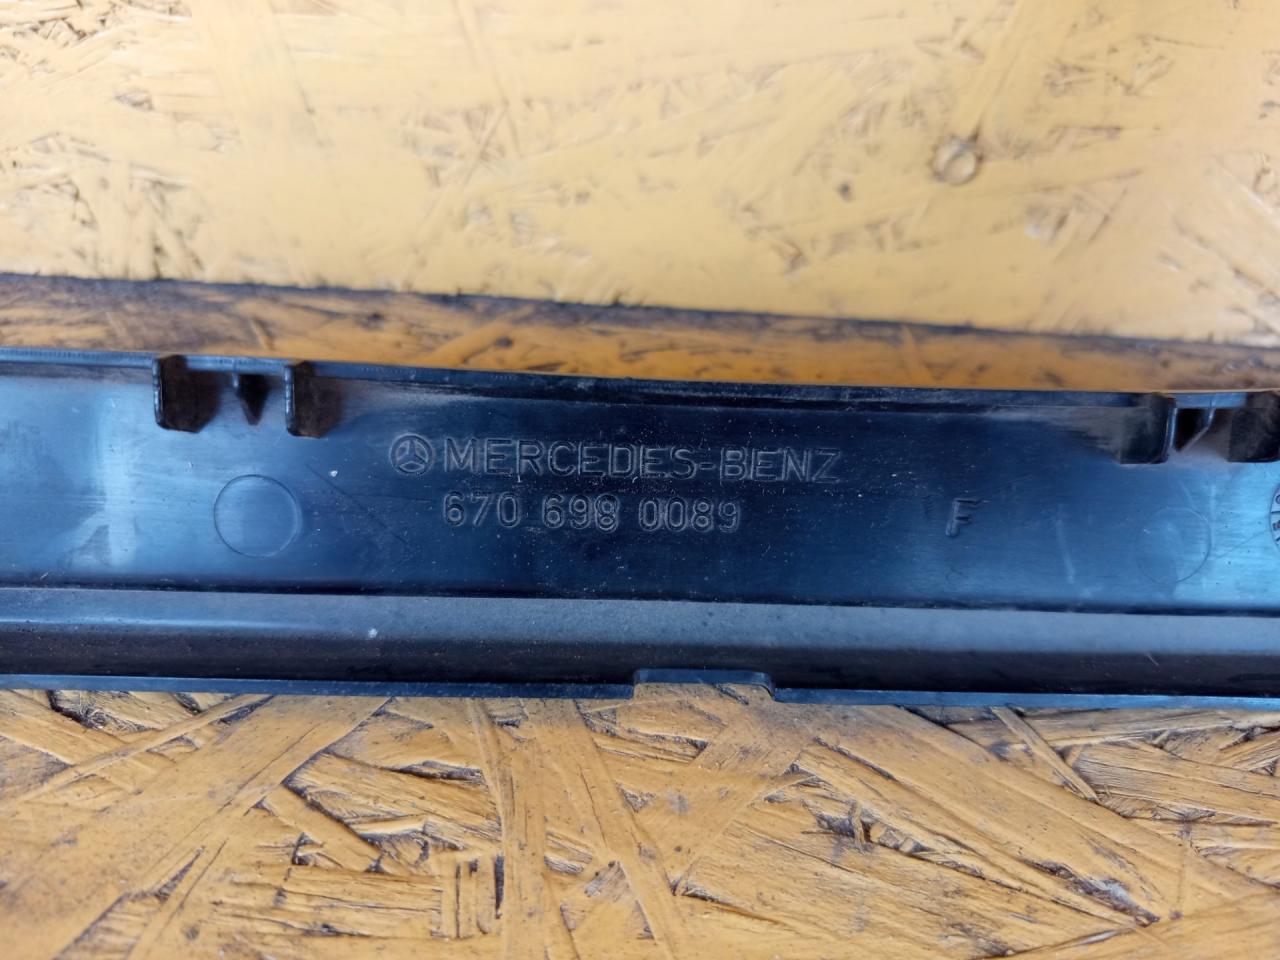 MERCEDES-BENZ
670 698 0089
F